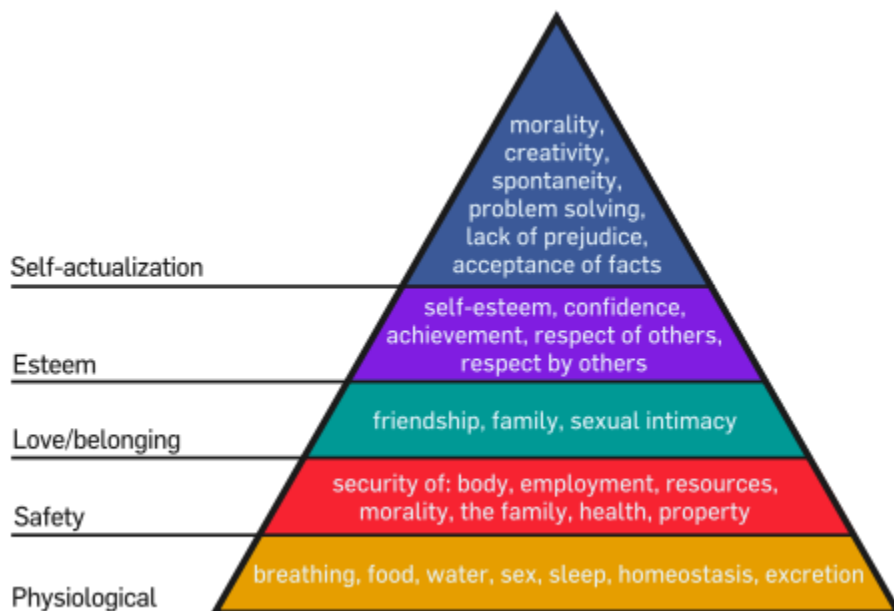 morality,
creativity,
spontaneity,
problem solving,
lack of prejudice,
acceptance of facts
Self-actualization
self-esteem, confidence,
achievement, respect of others,
respect by others
Esteem
friendship, family, sexual intimacy
Love/belonging
security of: body, employment, resources,
morality, the family, health, property
Safety
breathing, food, water, sex, sleep, homeostasis, excretion
Physiological